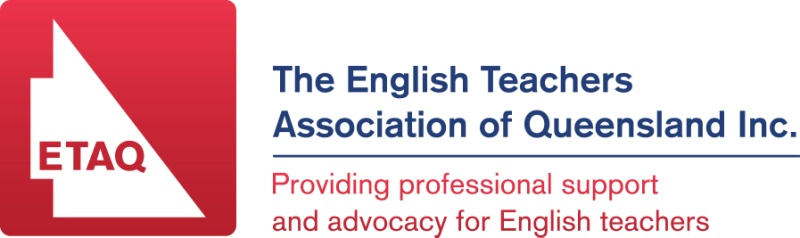 ETAQ
The English Teachers
Association of Queensland Inc.
Providing professional support
and advocacy for English teachers